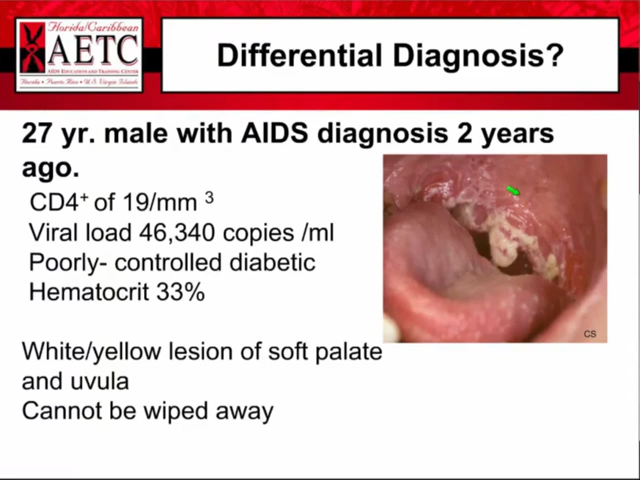 Florida/Caribbean
AETC
AIDS EDUCATION AND TRAINING CENTER
Florida • Puerto Rico • U.S. Virgin Islands
Differential Diagnosis?
27 yr. male with AIDS diagnosis 2 years
ago.
CD4+ of 19/mm 3
Viral load 46,340 copies /ml
Poorly- controlled diabetic
Hematocrit 33%
CS
White/yellow lesion of soft palate
and uvula
Cannot be wiped away